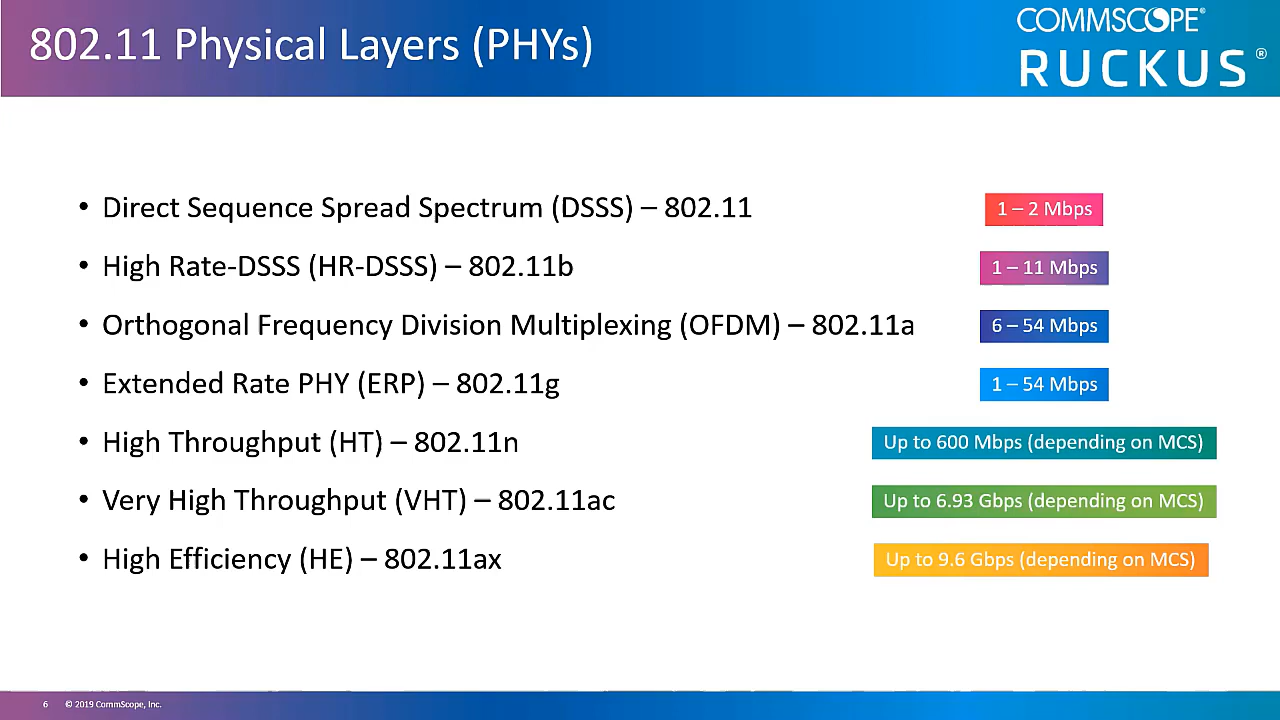 802.11 Physical Layers (PHYs)
COMMSCOPE®
RUCKUS®
• Direct Sequence Spread Spectrum (DSSS) – 802.11
1 – 2 Mbps
• High Rate-DSSS (HR-DSSS) – 802.11b
1 – 11 Mbps
• Orthogonal Frequency Division Multiplexing (OFDM) – 802.11a
6 – 54 Mbps
• Extended Rate PHY (ERP) – 802.11g
1 – 54 Mbps
• High Throughput (HT) – 802.11n
Up to 600 Mbps (depending on MCS)
• Very High Throughput (VHT) – 802.11ac
Up to 6.93 Gbps (depending on MCS)
• High Efficiency (HE) – 802.11ax
Up to 9.6 Gbps (depending on MCS)
6 © 2019 CommScope, Inc.